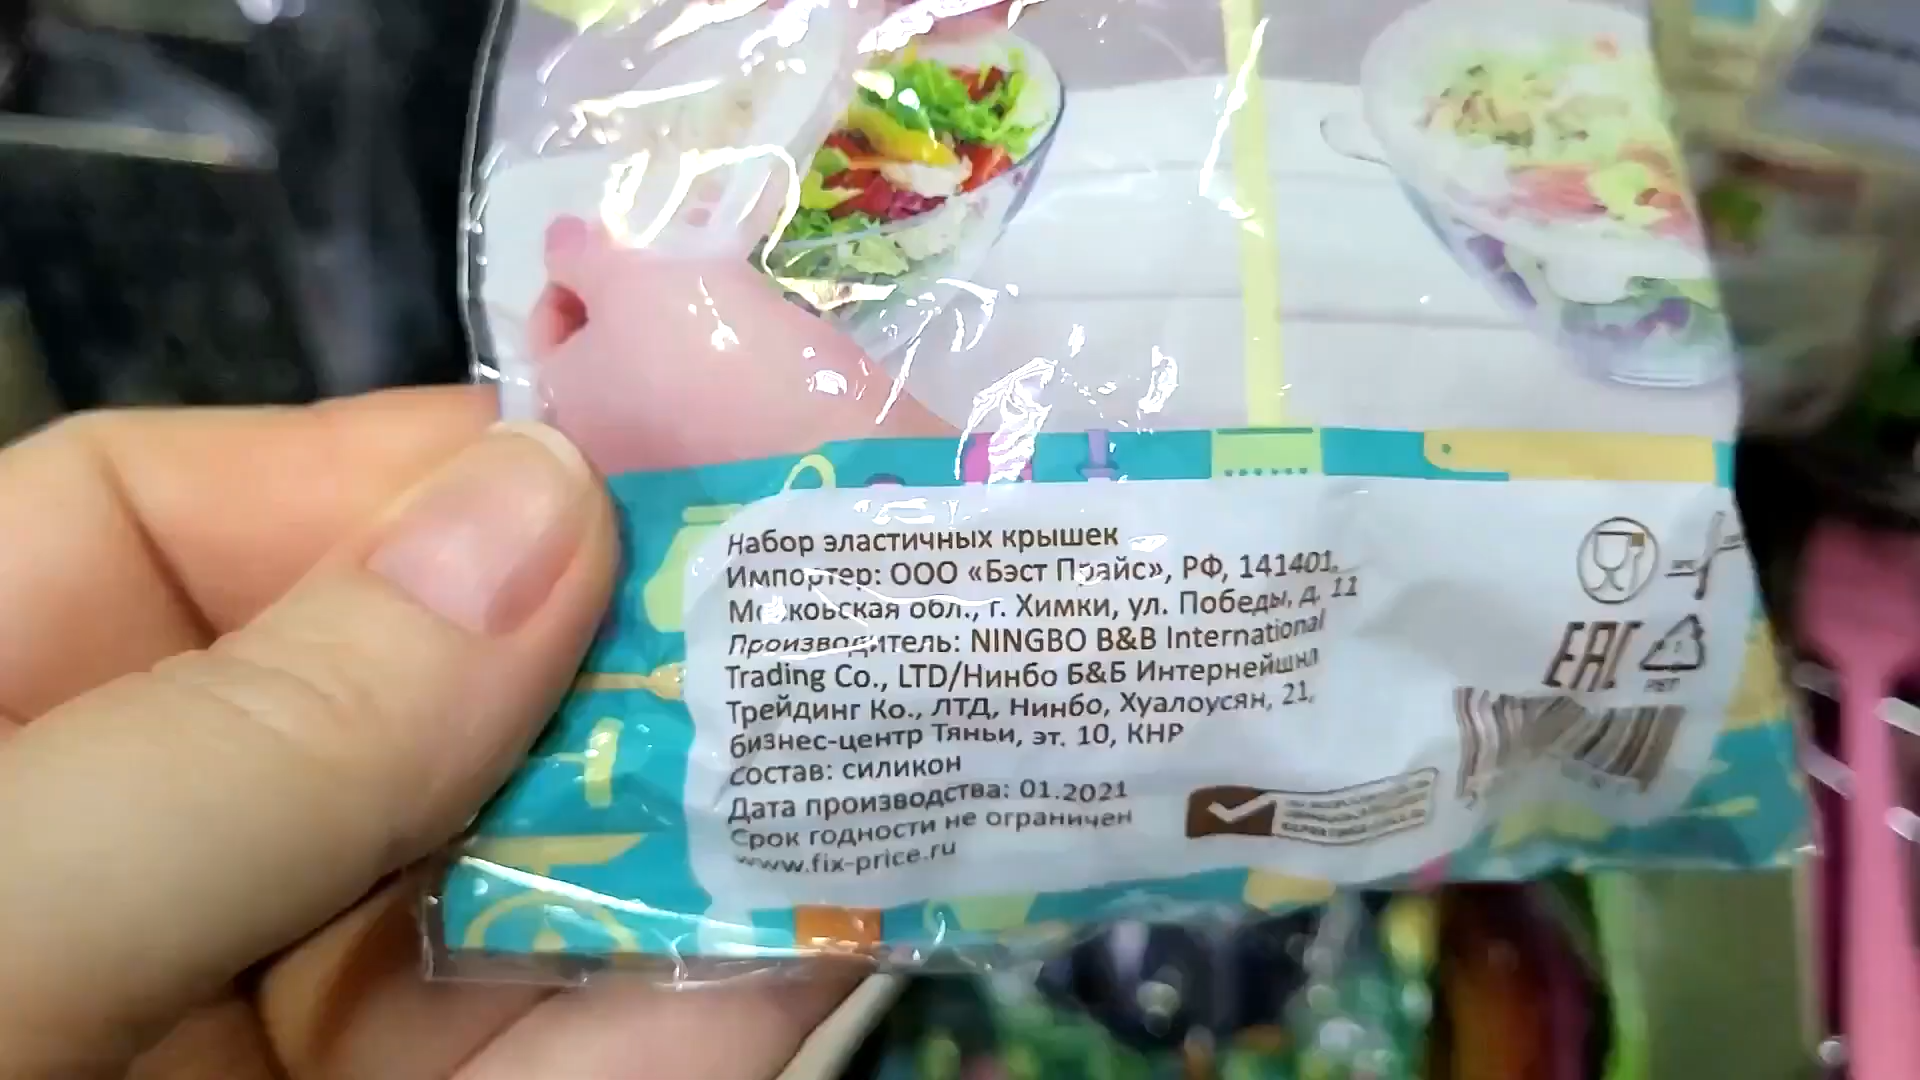 Набор эластичных крышек
Импортер: ООО «Бэст Прайс», РФ, 141401,
Московская обл., г. Химки, ул. Победы, д. 11
Производитель: NINGBO B&B International
Trading Co., LTD/Нинбо Б&Б Интернейшнл
Трейдинг Ко., ЛТД, Нинбо, Хуалоусян, 21,
бизнес-центр Тяньи, эт. 10, КНР
Состав: силикон
Дата производства: 01.2021
Срок годности не ограничен
www.fix-price.ru
EAC